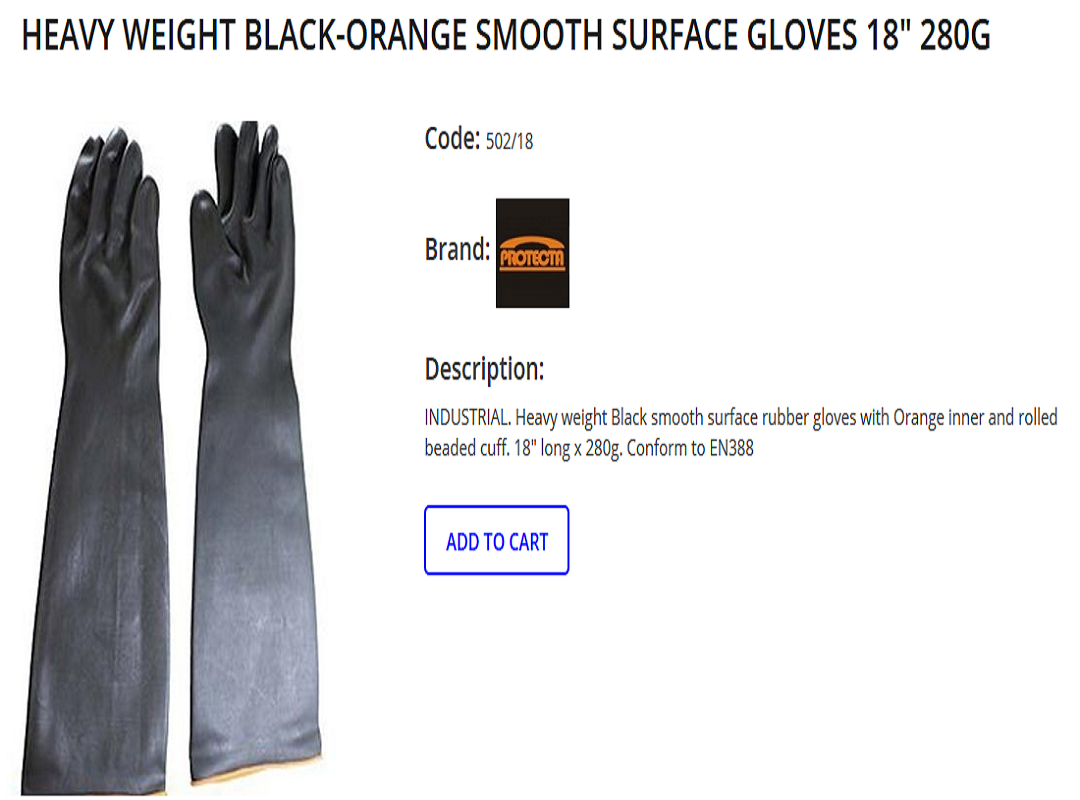 HEAVY WEIGHT BLACK-ORANGE SMOOTH SURFACE GLOVES 18" 280G
Code: 502/18
Brand: PROTECTA
Description:
INDUSTRIAL. Heavy weight Black smooth surface rubber gloves with Orange inner and rolled
beaded cuff. 18" long x 280g. Conform to EN388
ADD TO CART